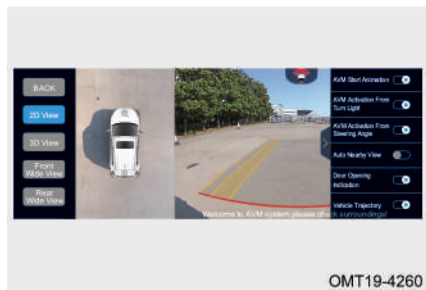 BACK
2D View
3D View
Front
Wide View
Rear
Wide View
AVM Start Animation
AVM Activation From
Turn Light
AVM Activation From
Steering Angle
Auto Nearby View
Door Opening
Indication
Vehicle Trajectory
Welcome to AVM system,please check surroundings!
OMT19-4260